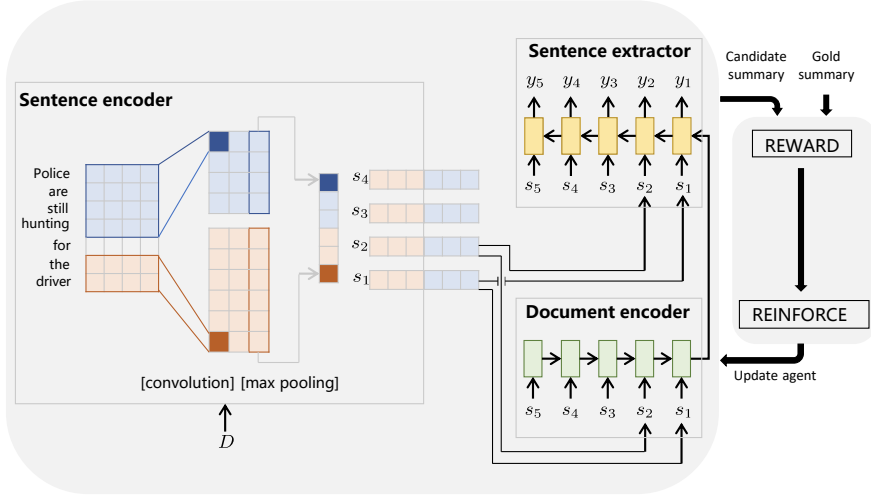 Sentence encoder
Police
are
still
hunting
for
the
driver
[convolution] [max pooling]
D
s4
s3
s2
s1
Sentence extractor
y5 y4 y3 y2 y1
s5 s4 s3 s2 s1
Document encoder
s5 s4 s3 s2 s1
Candidate
summary
Gold
summary
REWARD
REINFORCE
Update agent